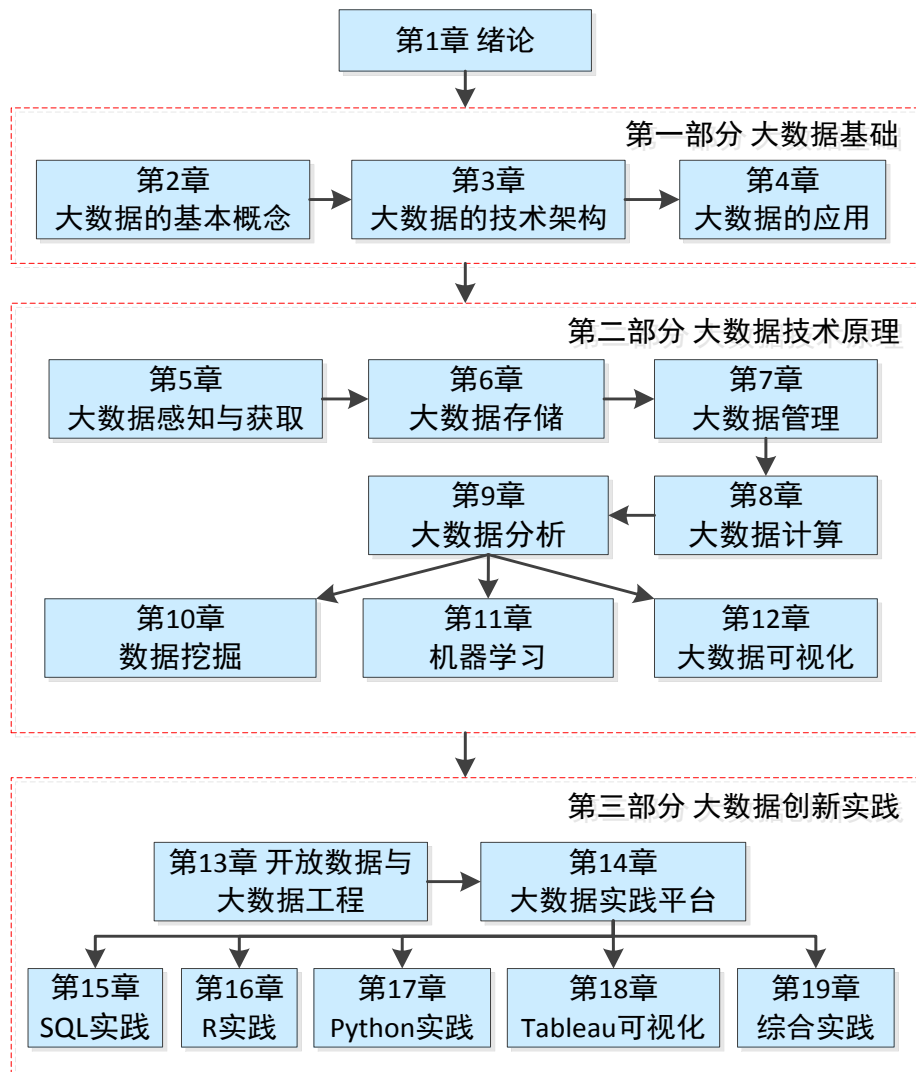 第1章 绪论
第一部分 大数据基础
第2章
大数据的基本概念
第3章
大数据的技术架构
第4章
大数据的应用
第二部分 大数据技术原理
第5章
大数据感知与获取
第6章
大数据存储
第7章
大数据管理
第9章
大数据分析
第8章
大数据计算
第10章
数据挖掘
第11章
机器学习
第12章
大数据可视化
第三部分 大数据创新实践
第13章 开放数据与
大数据工程
第14章
大数据实践平台
第15章
SQL实践
第16章
R实践
第17章
Python实践
第18章
Tableau可视化
第19章
综合实践